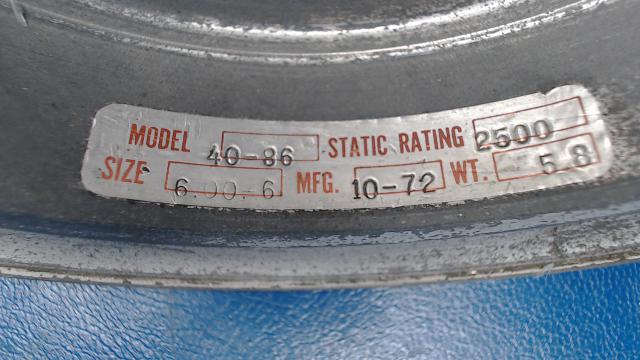 MODEL 40-86 STATIC RATING 2500
SIZE 6.00-6 MFG. 10-72 WT. 5.8